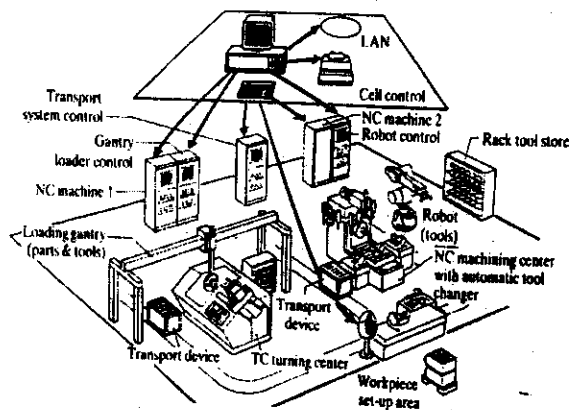 LAN
Cell control
Transport
system control
Gantry
loader control
NC machine 1
NC machine 2
Robot control
Rack tool store
Loading gantry
(parts & tools)
Robot
(tools)
NC machining center
with automatic tool
changer
Transport
device
Transport device
TC turning center
Workpiece
set-up area